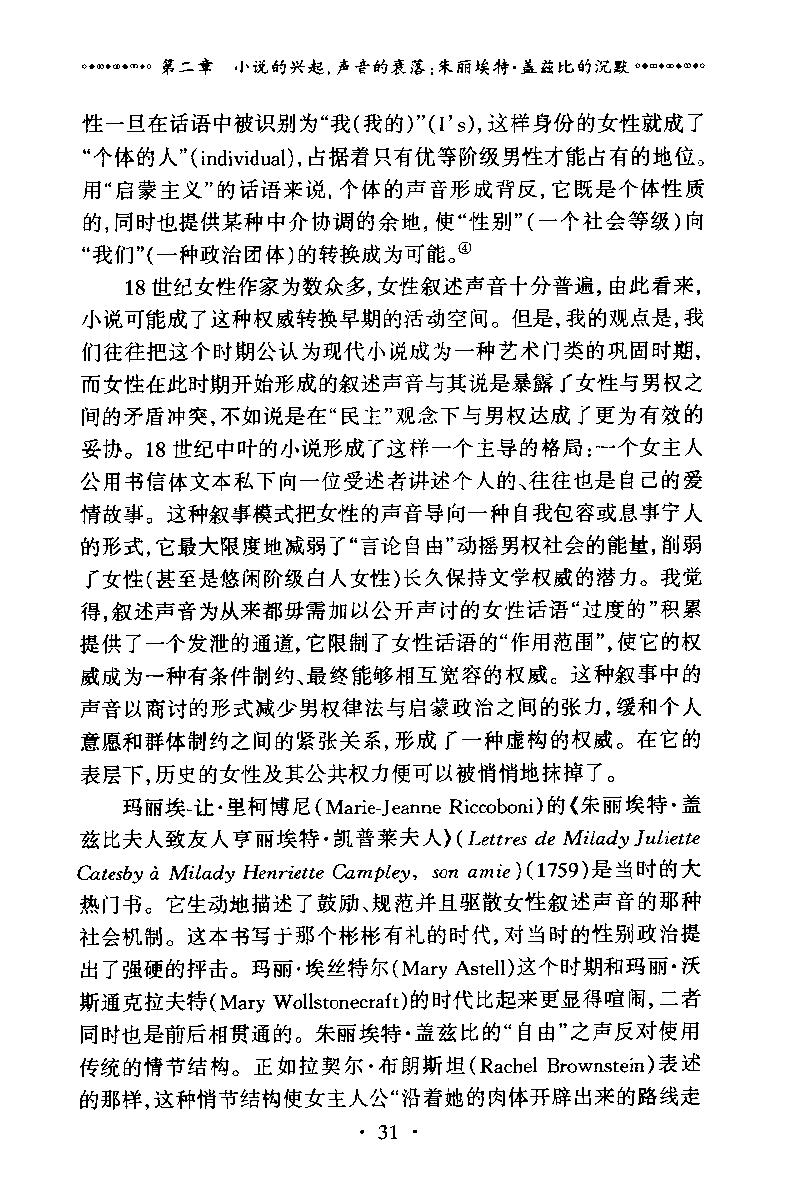 第二章 小说的兴起,声音的衰落:朱丽埃特·盖兹比的沉默
性一旦在话语中被识别为“我(我的)”(I's),这样身份的女性就成了
“个体的人”(individual),占据着只有优等阶级男性才能占有的地位。
用“启蒙主义”的话语来说,个体的声音形成背反,它既是个体性质
的,同时也提供某种中介协调的余地,使“性别”(一个社会等级)向
“我们”(一种政治团体)的转换成为可能。④
18世纪女性作家为数众多,女性叙述声音十分普遍,由此看来,
小说可能成了这种权威转换早期的活动空间。但是,我的观点是,我
们往往把这个时期公认为现代小说成为一种艺术门类的巩固时期,
而女性在此时期开始形成的叙述声音与其说是暴露了女性与男权之
间的矛盾冲突,不如说是在“民主”观念下与男权达成了更为有效的
妥协。18世纪中叶的小说形成了这样一个主导的格局:一个女主人
公用书信体文本私下向一位受述者讲述个人的、往往也是自己的爱
情故事。这种叙事模式把女性的声音导向一种自我包容或息事宁人
的形式,它最大限度地减弱了“言论自由”动摇男权社会的能量,削弱
了女性(甚至是悠闲阶级白人女性)长久保持文学权威的潜力。我觉
得,叙述声音为从来都毋需加以公开声讨的女性话语“过度的”积累
提供了一个发泄的通道,它限制了女性话语的“作用范围”,使它的权
威成为一种有条件制约、最终能够相互宽容的权威。这种叙事中的
声音以商讨的形式减少男权律法与启蒙政治之间的张力,缓和个人
意愿和群体制约之间的紧张关系,形成了一种虚构的权威。在它的
表层下,历史的女性及其公共权力便可以被悄悄地抹掉了。
玛丽埃-让·里柯博尼(Marie-Jeanne Riccoboni)的《朱丽埃特·盖
兹比夫人致友人亨丽埃特·凯普莱夫人》(Lettres de Milady Juliette
Catesby à Milady Henriette Campley, son amie)(1759)是当时的大
热门书。它生动地描述了鼓励、规范并且驱散女性叙述声音的那种
社会机制。这本书写于那个彬彬有礼的时代,对当时的性别政治提
出了强硬的抨击。玛丽·埃丝特尔(Mary Astell)这个时期和玛丽·沃
斯通克拉夫特(Mary Wollstonecraft)的时代比起来更显得喧闹,二者
同时也是前后相贯通的。朱丽埃特·盖兹比的“自由”之声反对使用
传统的情节结构。正如拉契尔·布朗斯坦(Rachel Brownstein)表述
的那样,这种情节结构使女主人公“沿着她的肉体开辟出来的路线走
· 31 ·